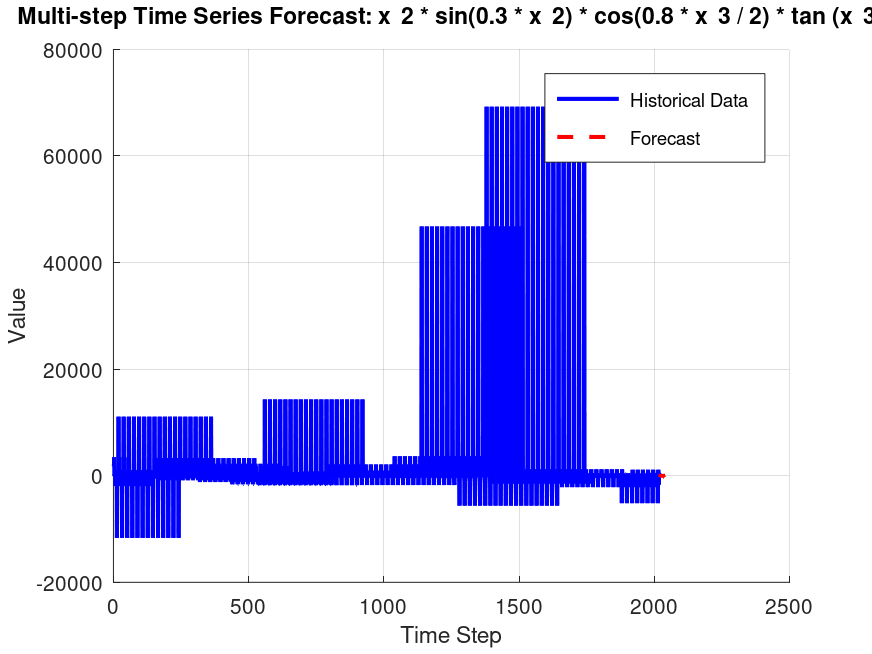 Multi-step Time Series Forecast: x 2 * sin(0.3 * x 2) * cos(0.8 * x 3 / 2) * tan (x 3
80000
60000
40000
20000
0
-20000
Value
Historical Data
Forecast
0 500 1000 1500 2000 2500
Time Step